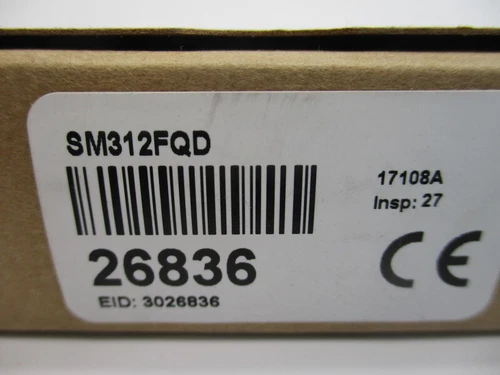 SM312FQD
17108A
Insp: 27
26836
EID: 3026836
CE